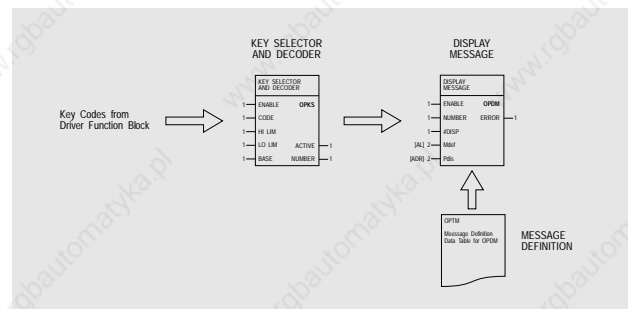 KEY SELECTOR
AND DECODER
DISPLAY
MESSAGE
Key Codes from
Driver Function Block
KEY SELECTOR
AND DECODER
1 ENABLE OPKS
1 CODE
1 HI LIM
1 LO LIM ACTIVE 1
1 BASE NUMBER 1
DISPLAY
MESSAGE
1 ENABLE OPDM
1 NUMBER ERROR 1
1 #DISP
[AL] 2 Mdef
[ADR] 2 Pdis
OPTM
Meessage Definition
Data Table for OPDM
MESSAGE
DEFINITION
www.rgbautomatyka.pl